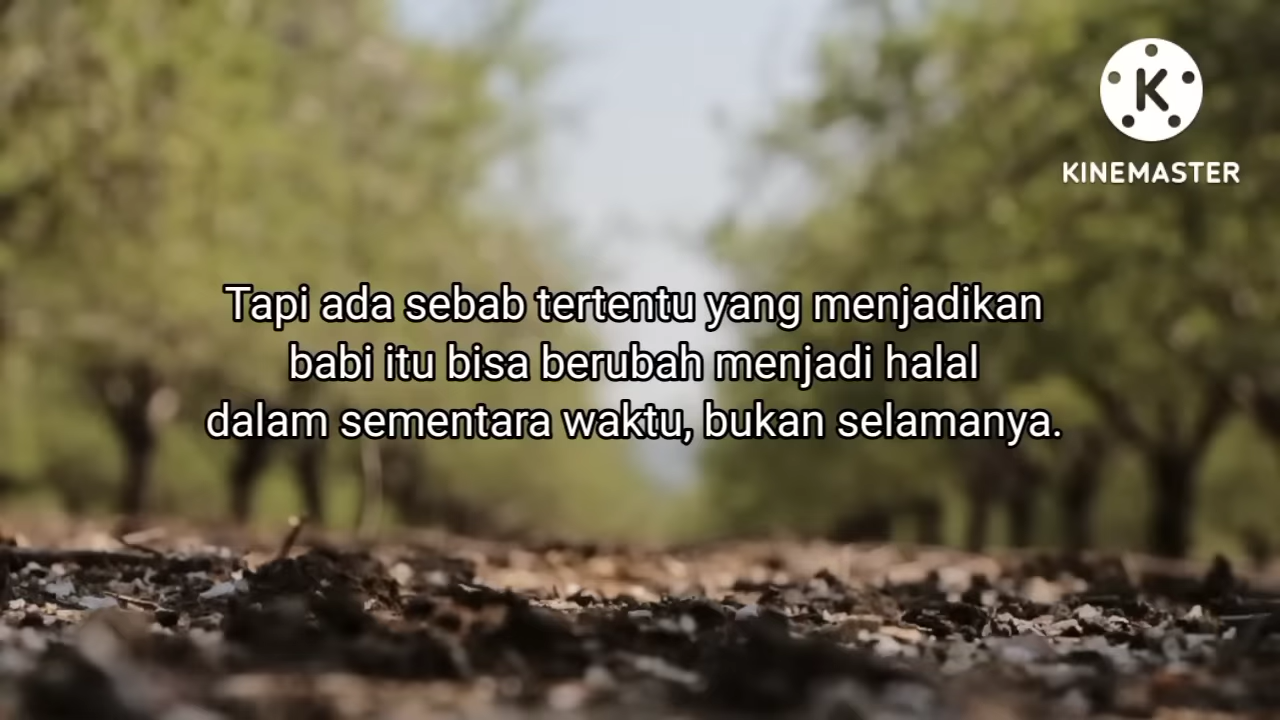 KINEMASTER
Tapi ada sebab tertentu yang menjadikan
babi itu bisa berubah menjadi halal
dalam sementara waktu, bukan selamanya.